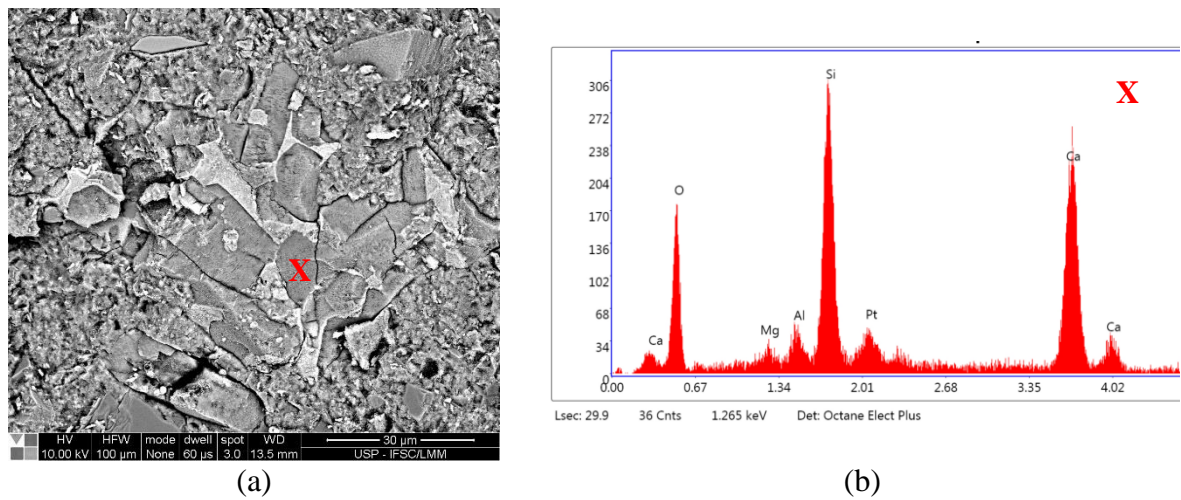 X
HV HFW mode dwell spot WD
10.00 kV 100 µm None 60 µs 3.0 13.5 mm
30 µm
USP - IFSC/LMM
(a)
X
306
272
238
204
170
136
102
68
34
0
Ca
O
Mg
Al
Si
Pt
Ca
Ca
0.00 0.67 1.34 2.01 2.68 3.35 4.02
Lsec: 29.9 36 Cnts 1.265 keV Det: Octane Elect Plus
(b)